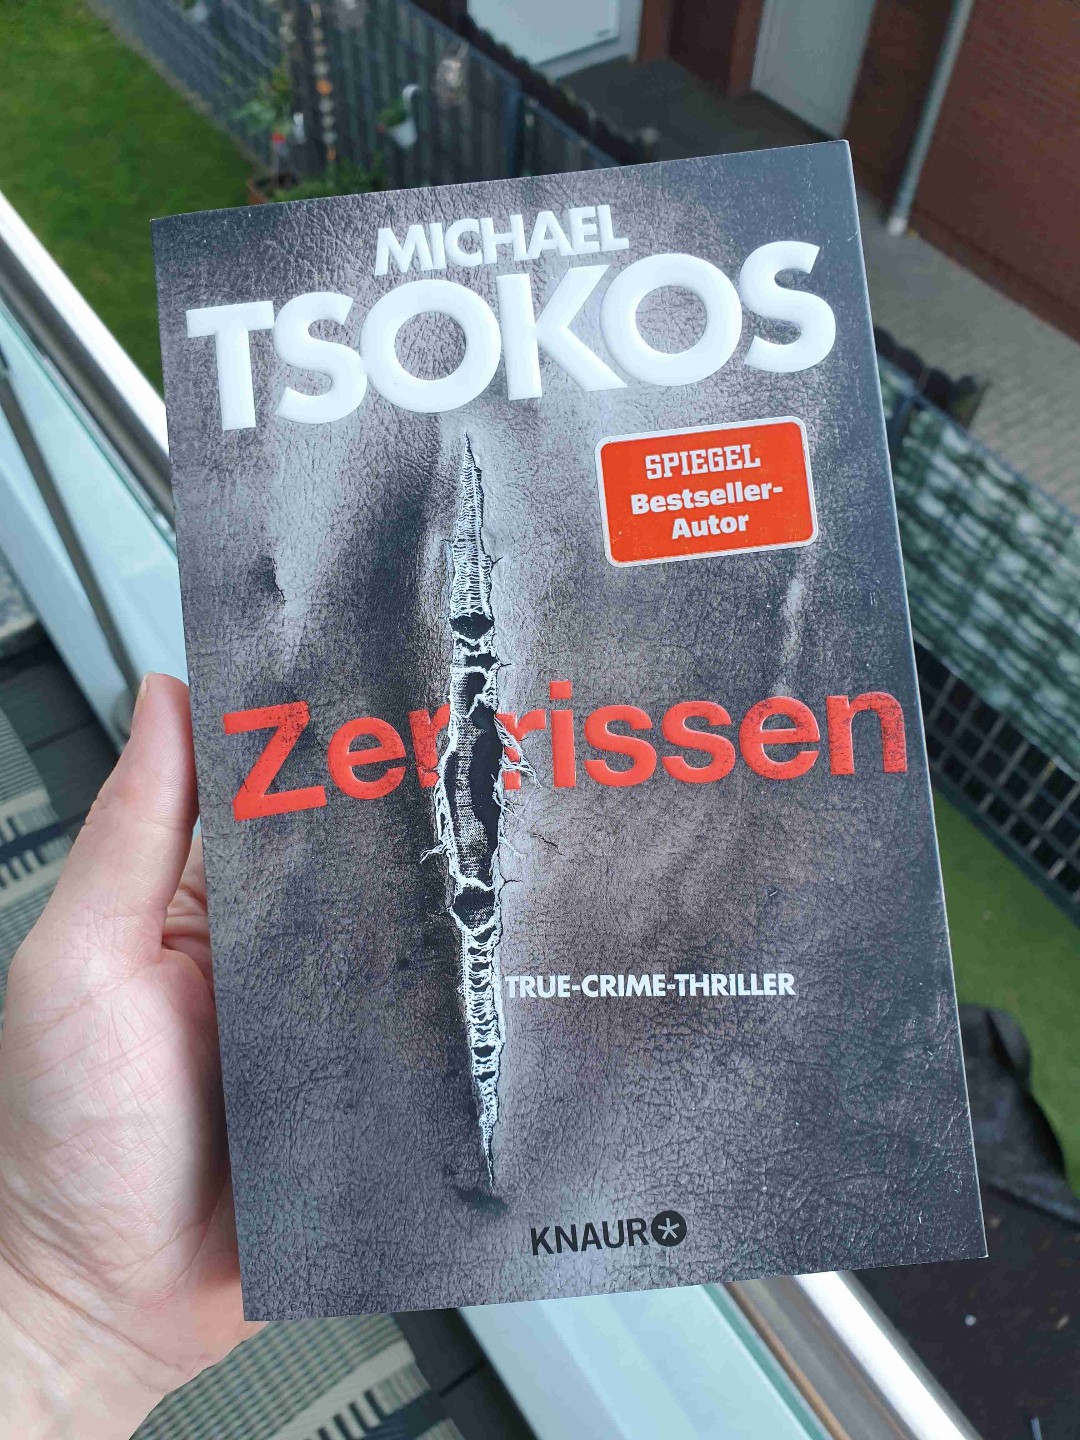 MICHAEL
TSOKOS
SPIEGEL
Bestseller-
Autor
Zerrissen
TRUE-CRIME-THRILLER
KNAUR